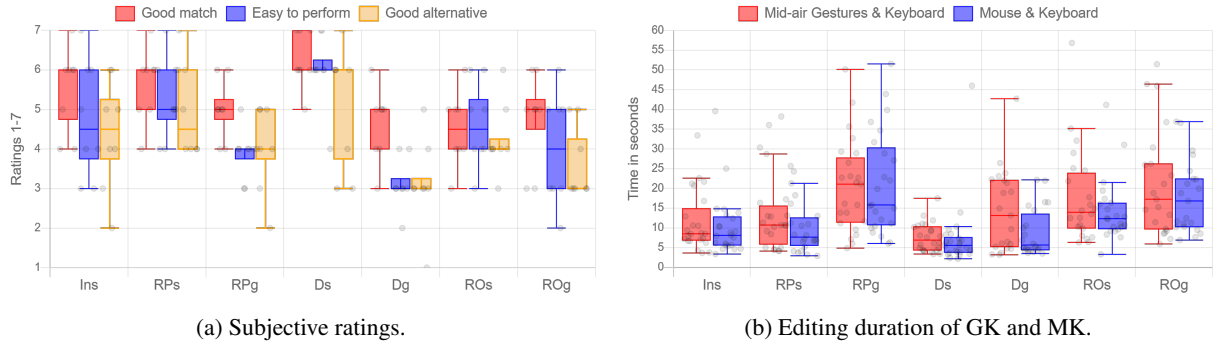 Good match Easy to perform Good alternative
7
6
5
4
3
2
1
Ratings 1-7
Ins RPs RPg Ds Dg ROs ROg
(a) Subjective ratings.
Mid-air Gestures & Keyboard Mouse & Keyboard
60
55
50
45
40
35
30
25
20
15
10
5
0
Time in seconds
Ins RPs RPg Ds Dg ROs ROg
(b) Editing duration of GK and MK.